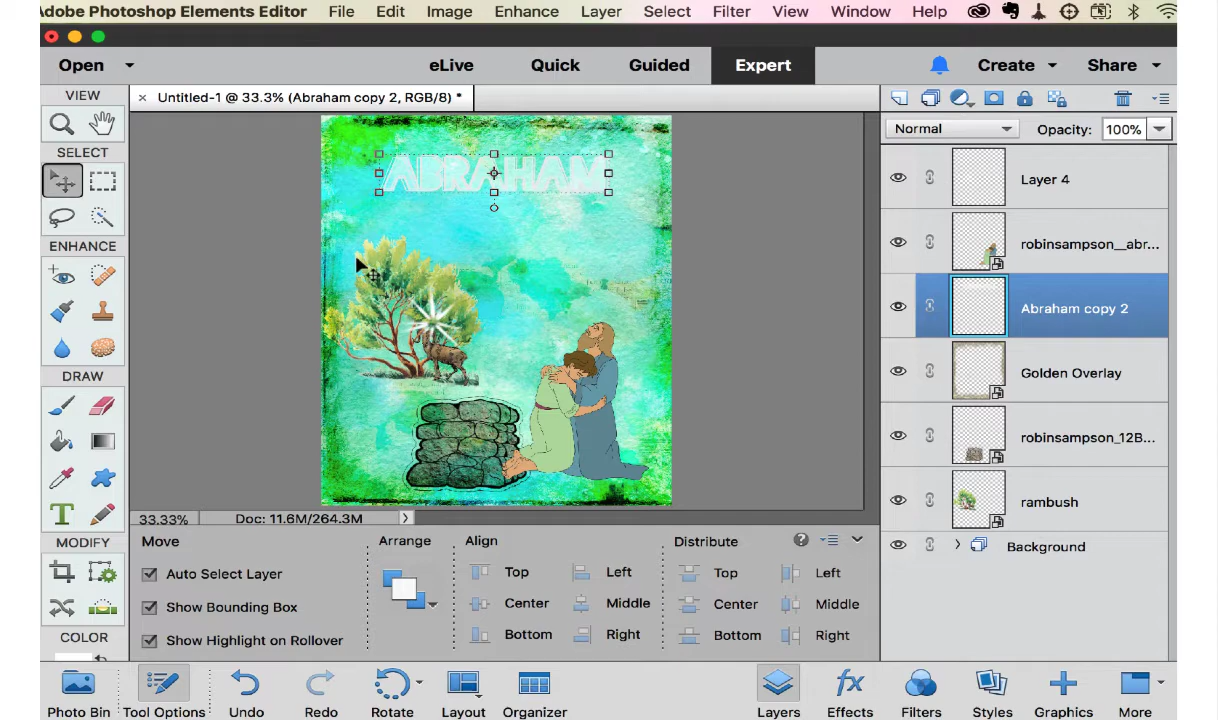 Adobe Photoshop Elements Editor File Edit Image Enhance Layer Select Filter View Window Help
Open eLive Quick Guided Expert Create Share
VIEW × Untitled-1 @ 33.3% (Abraham copy 2, RGB/8) *
Normal Opacity: 100%
SELECT
ABRAHAM
Layer 4
ENHANCE
robinsampson__abr...
Abraham copy 2
DRAW
Golden Overlay
robinsampson_12B...
rambush
T
33.33% Doc: 11.6M/264.3M
MODIFY Move Arrange Align Distribute
Background
Auto Select Layer Top Left Top Left
Show Bounding Box Center Middle Center Middle
COLOR Show Highlight on Rollover Bottom Right Bottom Right
fx
Photo Bin Tool Options Undo Redo Rotate Layout Organizer Layers Effects Filters Styles Graphics More